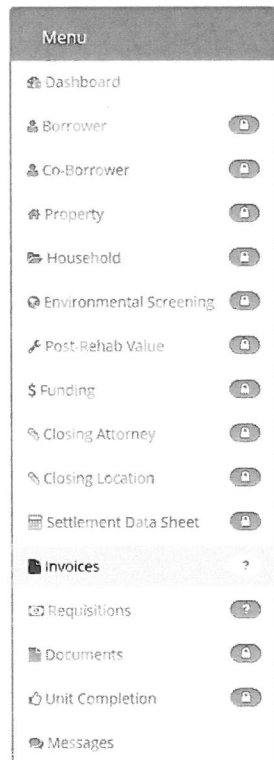 Menu
Dashboard
Borrower
Co-Borrower
Property
Household
Environmental Screening
Post-Rehab Value
$ Funding
Closing Attorney
Closing Location
Settlement Data Sheet
Invoices ?
Requisitions ?
Documents
Unit Completion
Messages